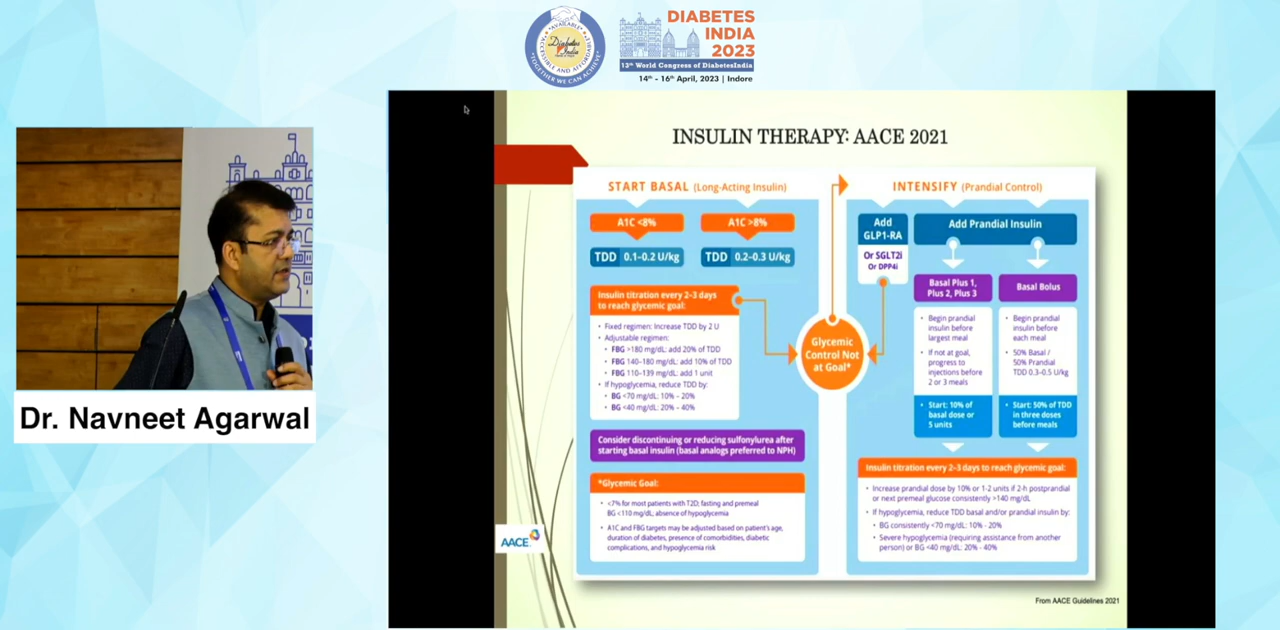 AVAILABLE
ACCESSIBLE AND AFFORDABLE
Diabetes
India
TOGETHER WE CAN ACHIEVE
DIABETES
INDIA
2023
12th World Congress of DiabetesIndia
14th - 16th April, 2023 | Indore
Dr. Navneet Agarwal
INSULIN THERAPY: AACE 2021
START BASAL (Long-Acting Insulin)
A1C <8%
A1C >8%
TDD 0.1–0.2 U/kg
TDD 0.2–0.3 U/kg
Insulin titration every 2–3 days
to reach glycemic goal:
• Fixed regimen: Increase TDD by 2 U
• Adjustable regimen:
• FBG >180 mg/dL: add 20% of TDD
• FBG 140–180 mg/dL: add 10% of TDD
• FBG 110–139 mg/dL: add 1 unit
• If hypoglycemia, reduce TDD by:
• BG <70 mg/dL: 10% - 20%
• BG <40 mg/dL: 20% - 40%
Consider discontinuing or reducing sulfonylurea after
starting basal insulin (basal analogs preferred to NPH)
*Glycemic Goal:
• <7% for most patients with T2D; fasting and premeal
BG <110 mg/dL; absence of hypoglycemia
• A1C and FBG targets may be adjusted based on patient's age,
duration of diabetes, presence of comorbidities, diabetic
complications, and hypoglycemia risk
Glycemic
Control Not
at Goal*
INTENSIFY (Prandial Control)
Add
GLP1-RA
Or SGLT2i
Or DPP4i
Add Prandial Insulin
Basal Plus 1,
Plus 2, Plus 3
• Begin prandial
insulin before
largest meal
• If not at goal,
progress to
injections before
2 or 3 meals
• Start: 10% of
basal dose or
5 units
Basal Bolus
• Begin prandial
insulin before
each meal
• 50% Basal /
50% Prandial
TDD 0.3–0.5 U/kg
• Start: 50% of TDD
in three doses
before meals
Insulin titration every 2–3 days to reach glycemic goal:
• Increase prandial dose by 10% or 1-2 units if 2-h postprandial
or next premeal glucose consistently >140 mg/dL
• If hypoglycemia, reduce TDD basal and/or prandial insulin by:
• BG consistently <70 mg/dL: 10% - 20%
• Severe hypoglycemia (requiring assistance from another
person) or BG <40 mg/dL: 20% - 40%
AACE
From AACE Guidelines 2021